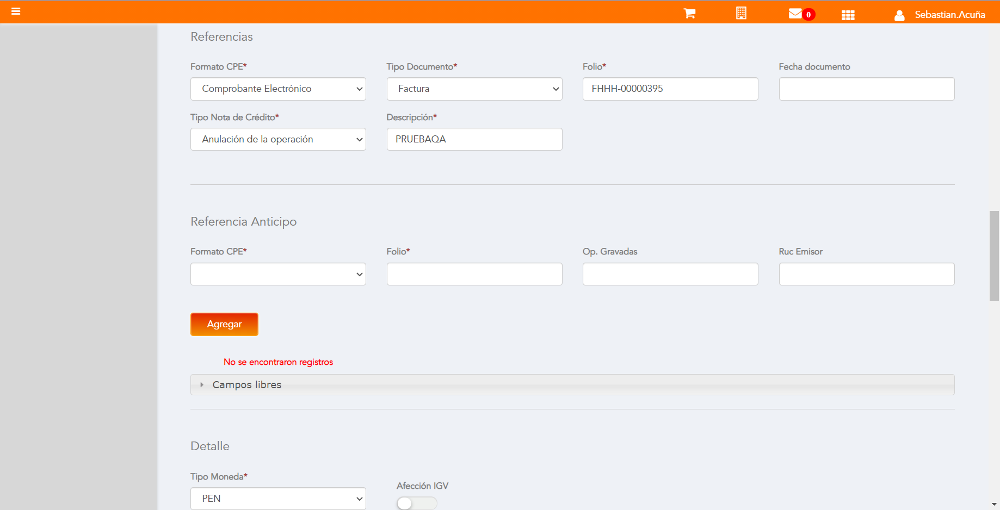 0 Sebastian.Acuña
Referencias
Formato CPE* Tipo Documento* Folio* Fecha documento
Comprobante Electrónico Factura FHHH-00000395
Tipo Nota de Crédito* Descripción*
Anulación de la operación PRUEBAQA
Referencia Anticipo
Formato CPE* Folio* Op. Gravadas Ruc Emisor
Agregar
No se encontraron registros
Campos libres
Detalle
Tipo Moneda* Afección IGV
PEN